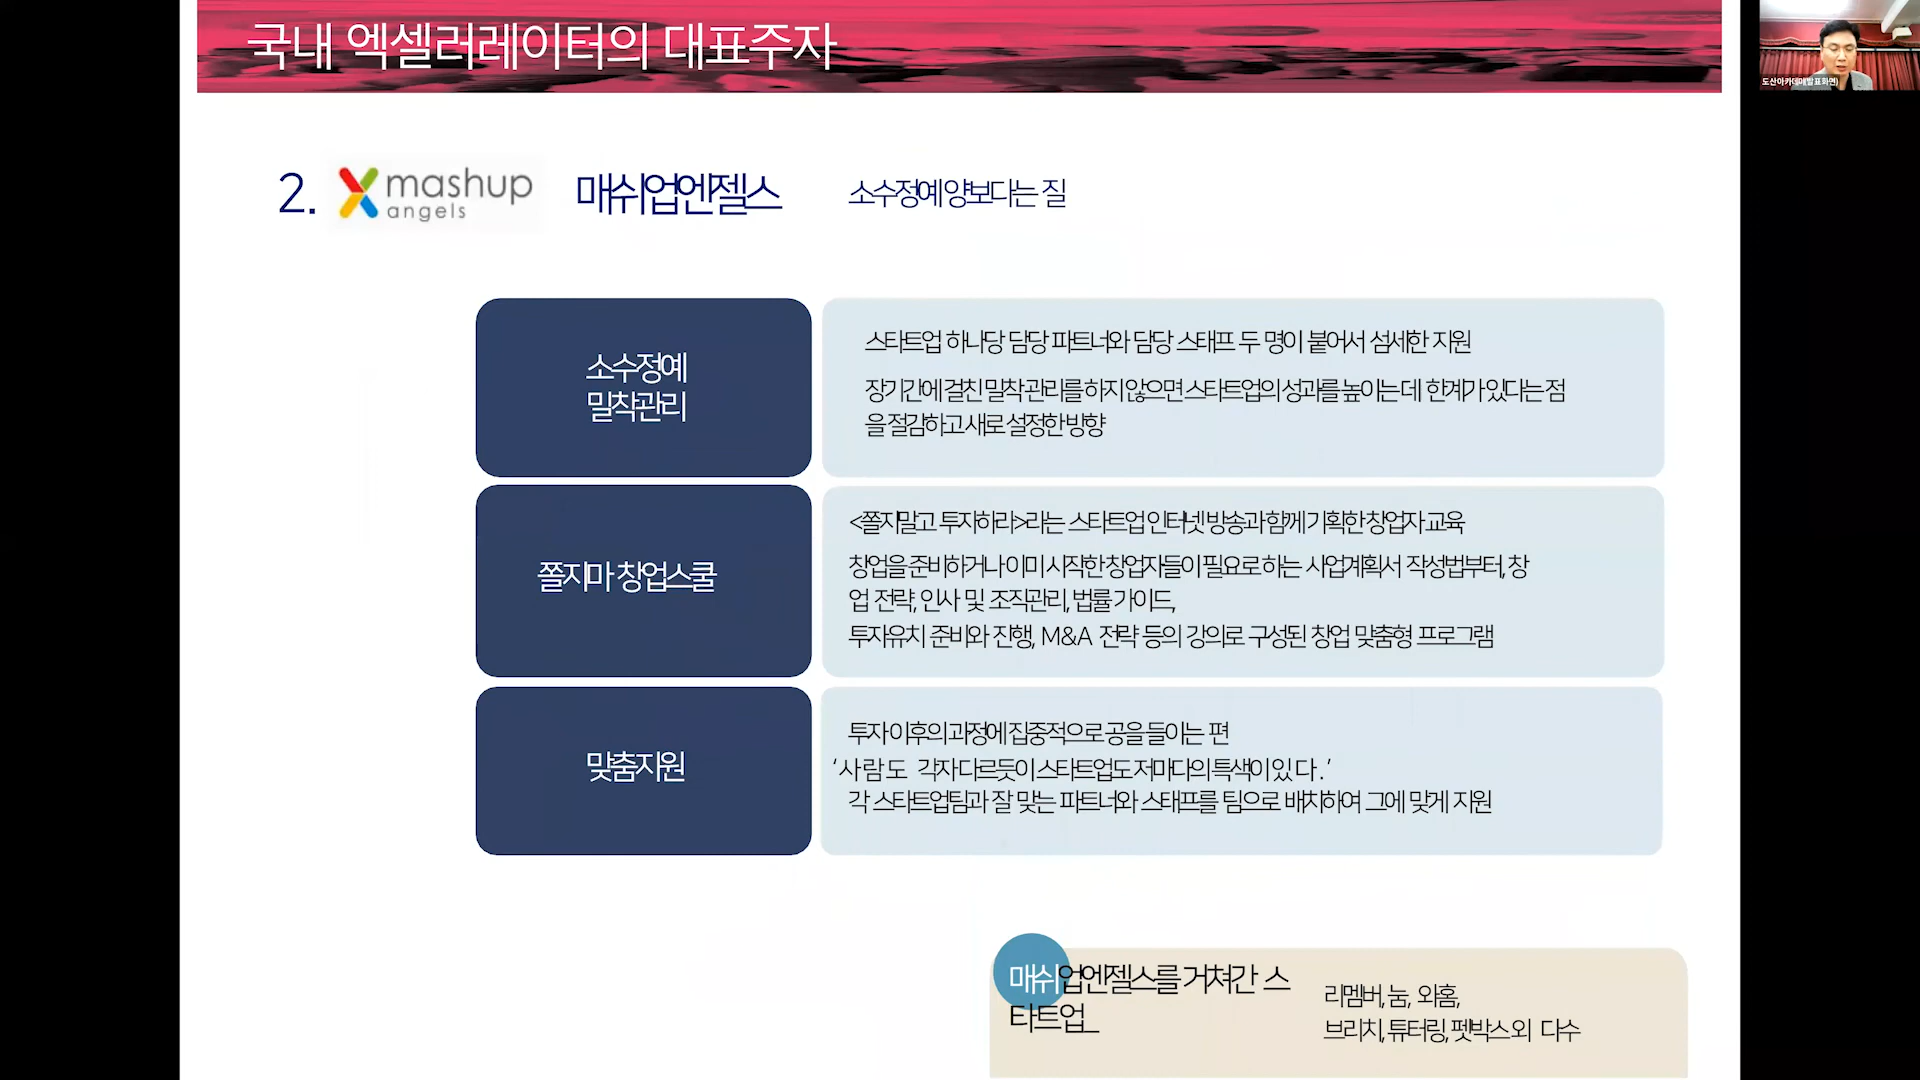 국내 엑셀러레이터의 대표주자
도산아카데미(발표화면)
2. mashup angels 매쉬업엔젤스 소수정예 양보다는 질
소수정예
밀착관리
스타트업 하나당 담당 파트너와 담당 스태프 두 명이 붙어서 섬세한 지원
장기간에 걸친 밀착 관리를 하지 않으면 스타트업의 성과를 높이는 데 한계가 있다는 점
을 절감하고 새로 설정한 방향
쫄지마 창업스쿨
<쫄지말고 투자하라>라는 스타트업 인터넷 방송과 함께 기획한 창업자 교육
창업을 준비하거나 이미 시작한 창업자들이 필요로 하는 사업계획서 작성법부터, 창
업 전략, 인사 및 조직관리, 법률 가이드,
투자유치 준비와 진행, M&A 전략 등의 강의로 구성된 창업 맞춤형 프로그램
맞춤지원
투자 이후의 과정에 집중적으로 공을 들이는 편
‘사람도 각자 다르듯이 스타트업도 저마다의 특색이 있다.’
각 스타트업팀과 잘 맞는 파트너와 스태프를 팀으로 배치하여 그에 맞게 지원
매쉬업엔젤스를 거쳐간 스
타트업_
리멤버, 눔, 와홈,
브리치, 튜터링, 펫박스 외 다수